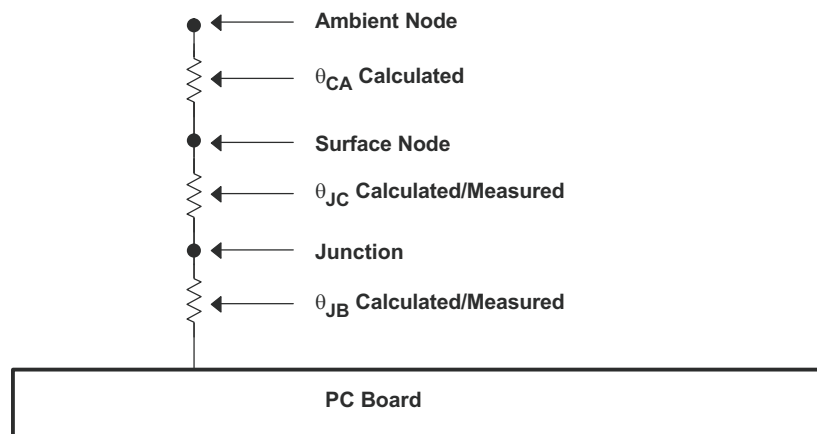 Ambient Node
θCA Calculated
Surface Node
θJC Calculated/Measured
Junction
θJB Calculated/Measured
PC Board